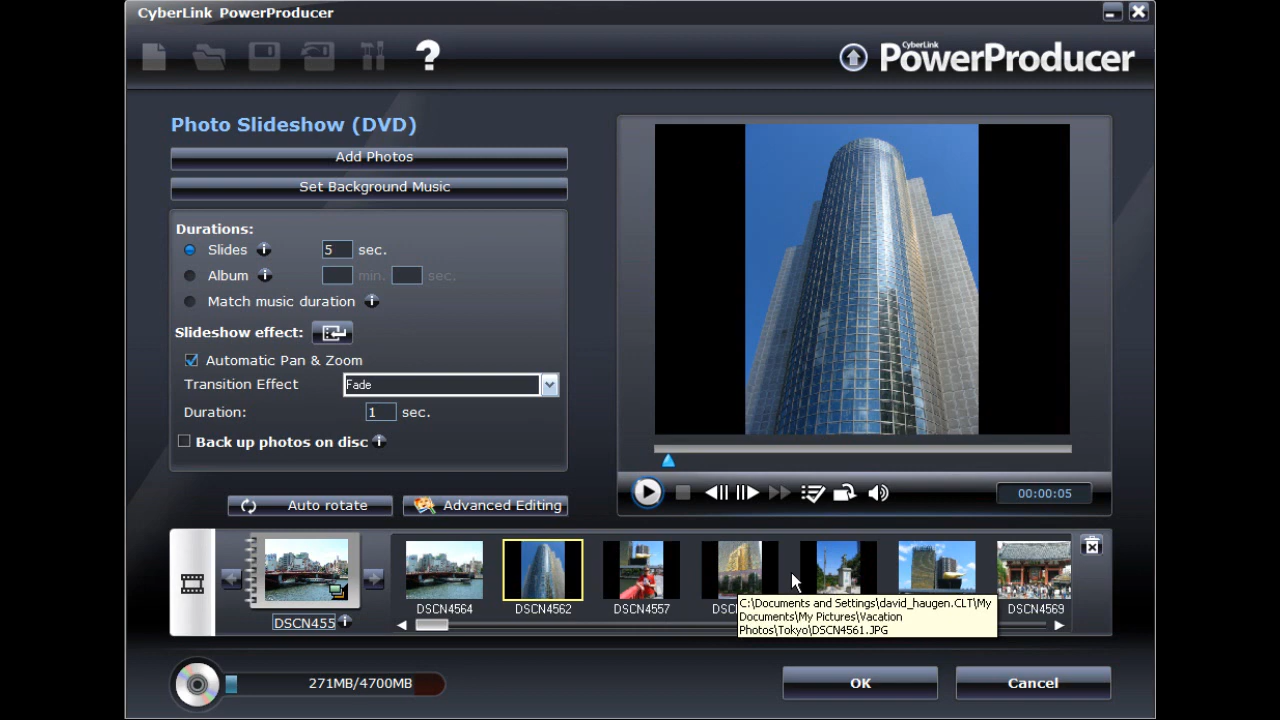 CyberLink PowerProducer
?
CyberLink
PowerProducer
Photo Slideshow (DVD)
Add Photos
Set Background Music
Durations:
Slides i 5 sec.
Album i min. sec.
Match music duration i
Slideshow effect:
Automatic Pan & Zoom
Transition Effect Fade
Duration: 1 sec.
Back up photos on disc i
Auto rotate Advanced Editing
00:00:05
DSCN4564 DSCN4562 DSCN4557 DSC DSCN4569
DSCN455 i
C:\Documents and Settings\david_haugen.CLT\My
Documents\My Pictures\Vacation
Photos\Tokyo\DSCN4561.JPG
271MB/4700MB
OK Cancel